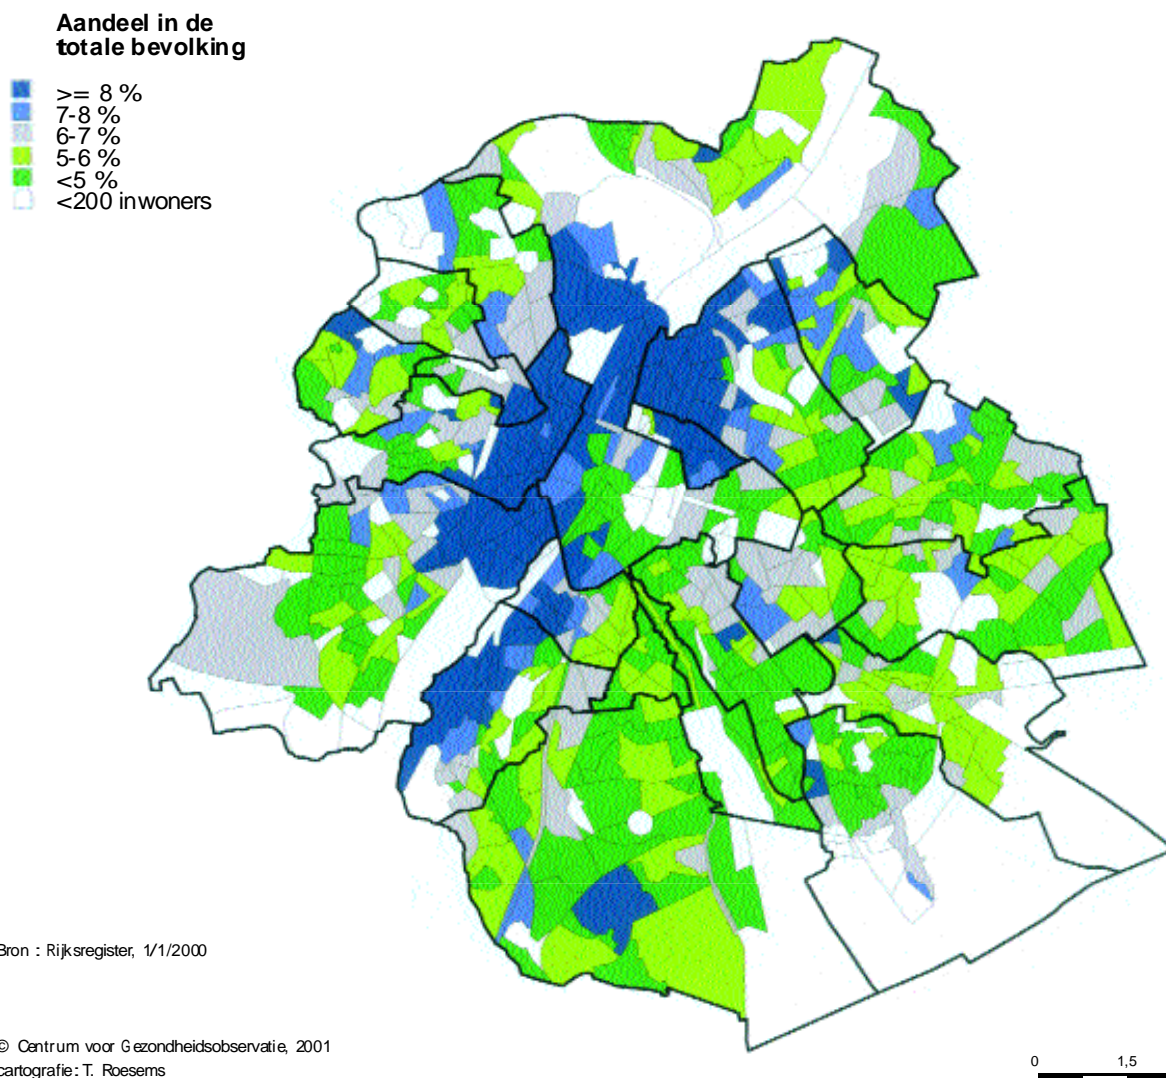 Aandeel in de
totale bevolking
>= 8 %
7-8 %
6-7 %
5-6 %
<5 %
<200 inwoners
Bron : Rijksregister, 1/1/2000
© Centrum voor Gezondheidsobservatie, 2001
cartografie: T. Roesems
0 1,5